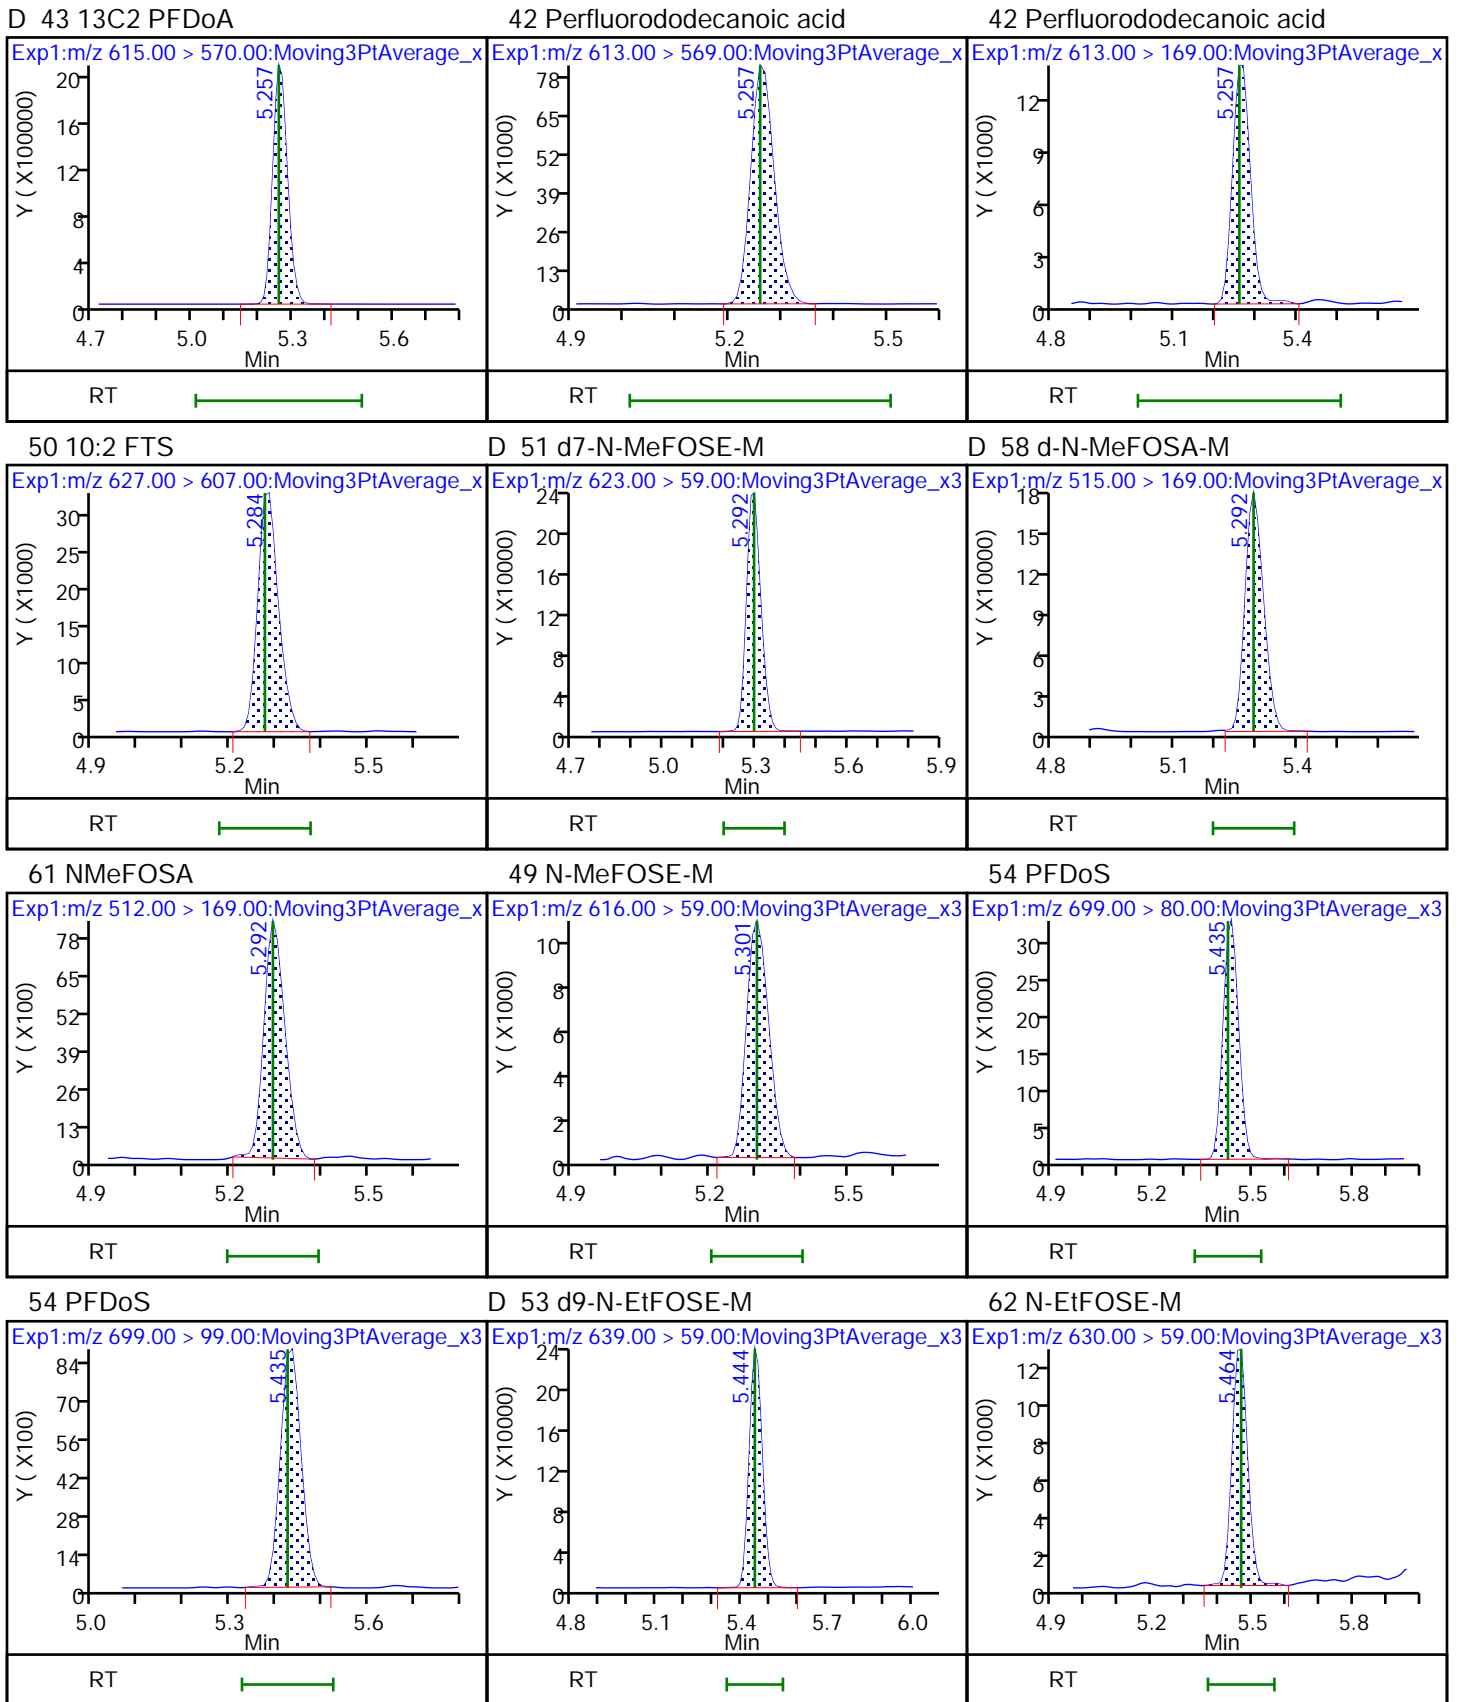 D 43 13C2 PFDoA
Exp1:m/z 615.00 > 570.00:Moving3PtAverage_x
5.257
Y ( X100000)
20
16
12
8
4
0
4.7 5.0 5.3 5.6
Min
RT
42 Perfluorododecanoic acid
Exp1:m/z 613.00 > 569.00:Moving3PtAverage_x
5.257
Y ( X1000)
78
65
52
39
26
13
0
4.9 5.2 5.5
Min
RT
42 Perfluorododecanoic acid
Exp1:m/z 613.00 > 169.00:Moving3PtAverage_x
5.257
Y ( X1000)
12
9
6
3
0
4.8 5.1 5.4
Min
RT
50 10:2 FTS
Exp1:m/z 627.00 > 607.00:Moving3PtAverage_x
5.284
Y ( X1000)
30
25
20
15
10
5
0
4.9 5.2 5.5
Min
RT
D 51 d7-N-MeFOSE-M
Exp1:m/z 623.00 > 59.00:Moving3PtAverage_x3
5.292
Y ( X10000)
24
20
16
12
8
4
0
4.7 5.0 5.3 5.6 5.9
Min
RT
D 58 d-N-MeFOSA-M
Exp1:m/z 515.00 > 169.00:Moving3PtAverage_x
5.292
Y ( X10000)
18
15
12
9
6
3
0
4.8 5.1 5.4
Min
RT
61 NMeFOSA
Exp1:m/z 512.00 > 169.00:Moving3PtAverage_x
5.292
Y ( X100)
78
65
52
39
26
13
0
4.9 5.2 5.5
Min
RT
49 N-MeFOSE-M
Exp1:m/z 616.00 > 59.00:Moving3PtAverage_x3
5.301
Y ( X1000)
10
8
6
4
2
0
4.9 5.2 5.5
Min
RT
54 PFDoS
Exp1:m/z 699.00 > 80.00:Moving3PtAverage_x3
5.435
Y ( X1000)
30
25
20
15
10
5
0
4.9 5.2 5.5 5.8
Min
RT
54 PFDoS
Exp1:m/z 699.00 > 99.00:Moving3PtAverage_x3
5.435
Y ( X100)
84
70
56
42
28
14
0
5.0 5.3 5.6
Min
RT
D 53 d9-N-EtFOSE-M
Exp1:m/z 639.00 > 59.00:Moving3PtAverage_x3
5.444
Y ( X10000)
24
20
16
12
8
4
0
4.8 5.1 5.4 5.7 6.0
Min
RT
62 N-EtFOSE-M
Exp1:m/z 630.00 > 59.00:Moving3PtAverage_x3
5.464
Y ( X1000)
12
10
8
6
4
2
0
4.9 5.2 5.5 5.8
Min
RT